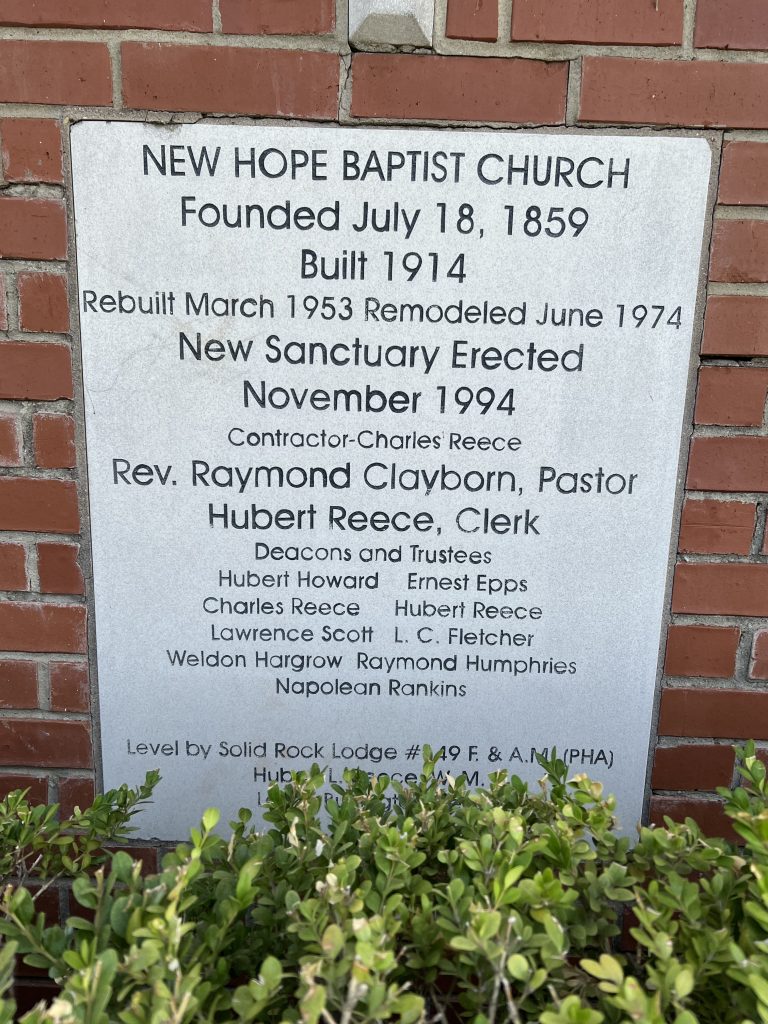 NEW HOPE BAPTIST CHURCH
Founded July 18, 1859
Built 1914
Rebuilt March 1953 Remodeled June 1974
New Sanctuary Erected
November 1994
Contractor-Charles Reece
Rev. Raymond Clayborn, Pastor
Hubert Reece, Clerk
Deacons and Trustees
Hubert Howard Ernest Epps
Charles Reece Hubert Reece
Lawrence Scott L. C. Fletcher
Weldon Hargrow Raymond Humphries
Napolean Rankins
Level by Solid Rock Lodge F. & A.M. (PHA)